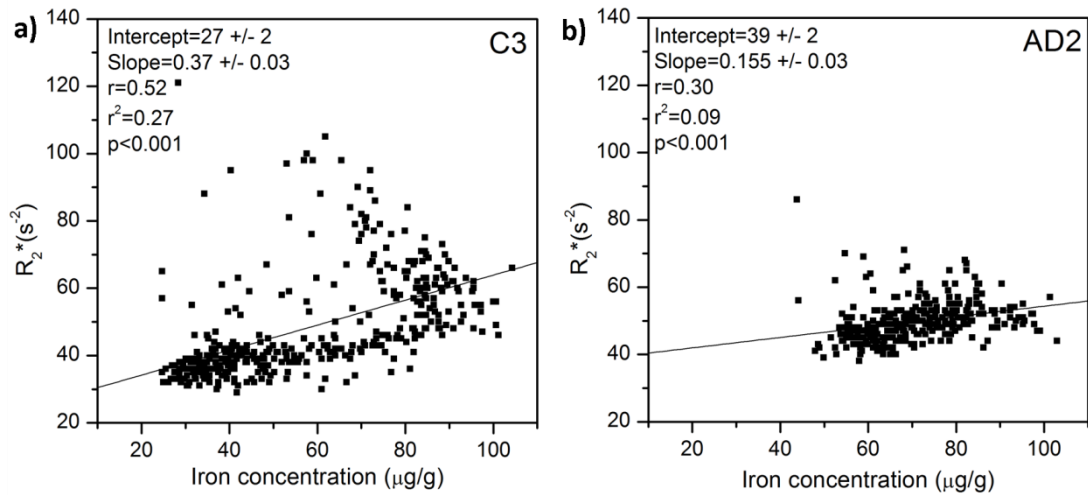 a)
Intercept=27 +/- 2
C3
Slope=0.37 +/- 0.03
r=0.52
r²=0.27
p<0.001
140
120
100
80
60
40
20
R₂*(s⁻²)
20 40 60 80 100
Iron concentration (μg/g)
b)
Intercept=39 +/- 2
AD2
Slope=0.155 +/- 0.03
r=0.30
r²=0.09
p<0.001
140
120
100
80
60
40
20
R₂*(s⁻²)
20 40 60 80 100
Iron concentration (μg/g)